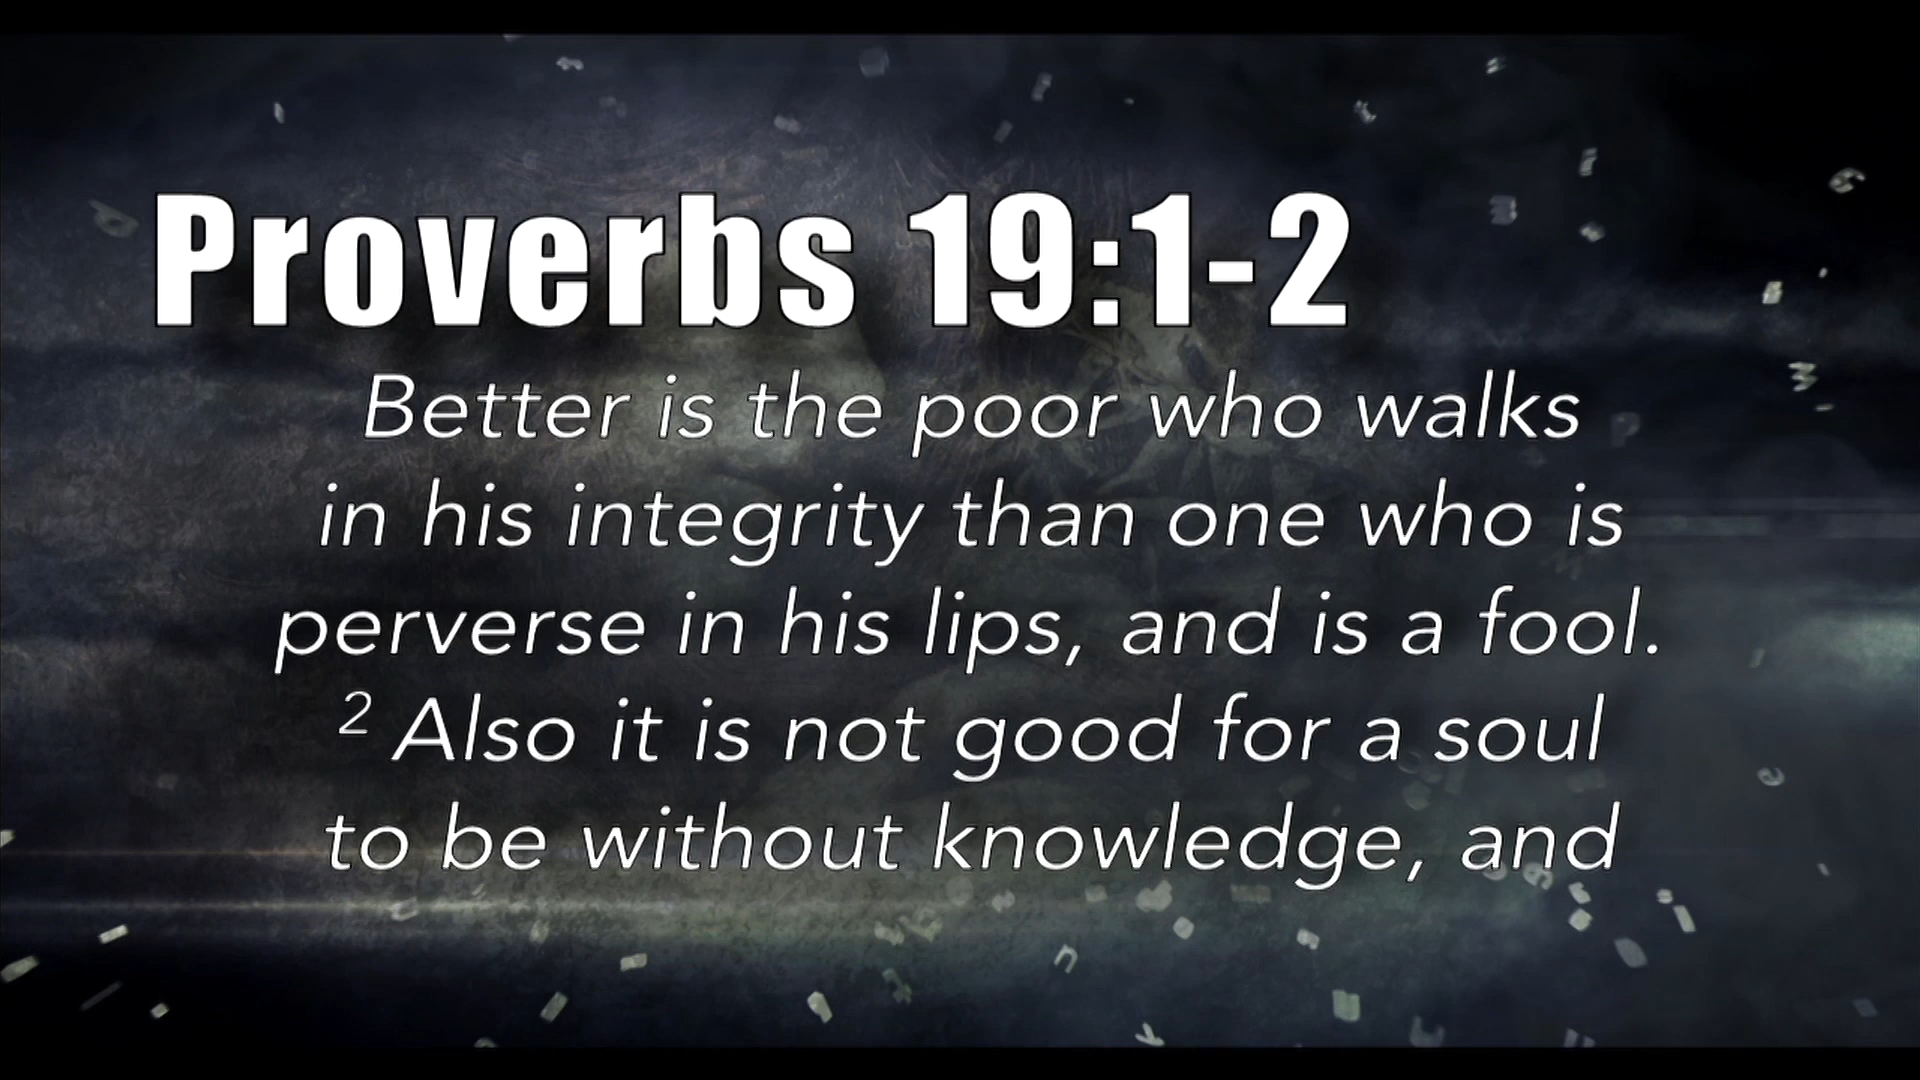 Proverbs 19:1-2
Better is the poor who walks
in his integrity than one who is
perverse in his lips, and is a fool.
2 Also it is not good for a soul
to be without knowledge, and